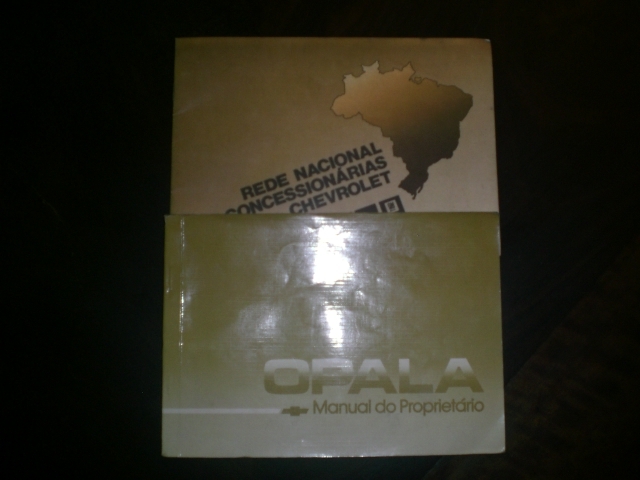 REDE NACIONAL
CONCESSIONÁRIAS
CHEVROLET
OPALA
Manual do Proprietário